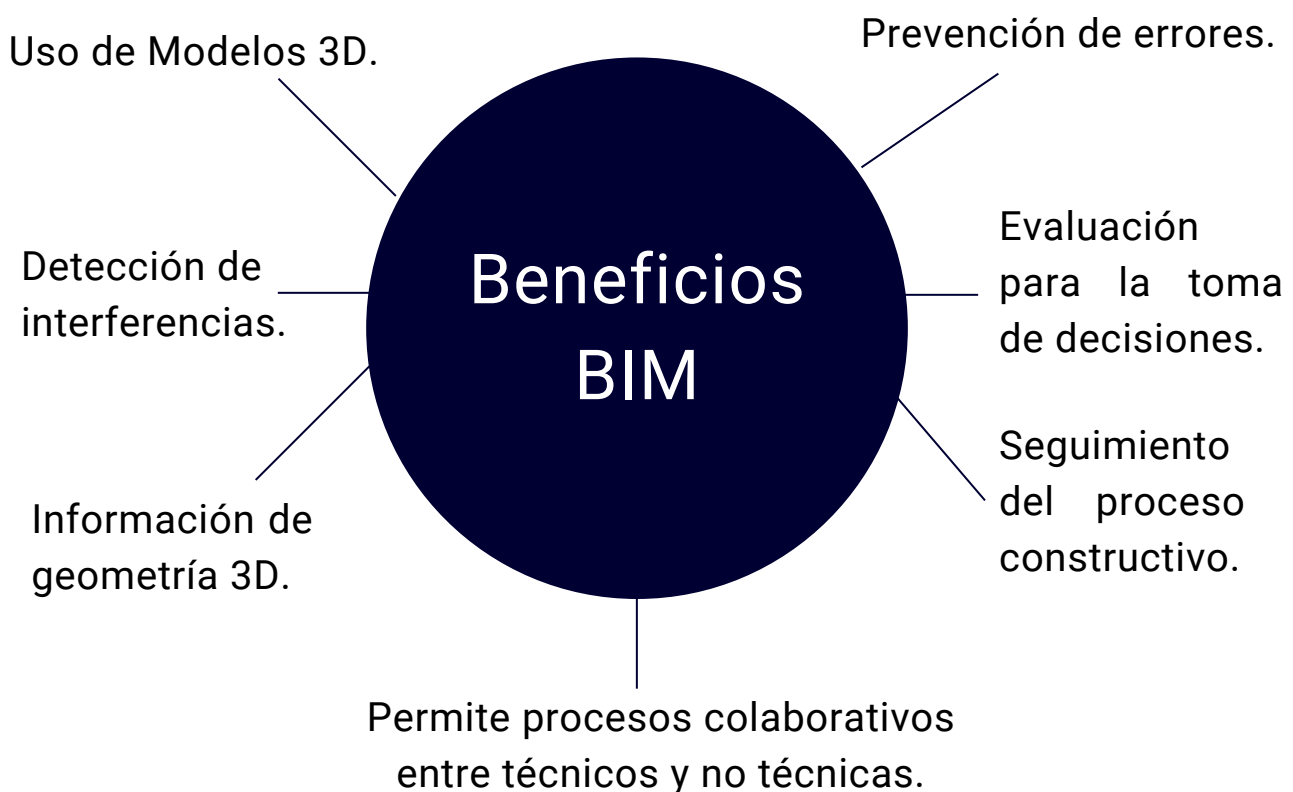 Uso de Modelos 3D.
Prevención de errores.
Detección de
interferencias.
Beneficios
BIM
Evaluación
para la toma
de decisiones.
Información de
geometría 3D.
Seguimiento
del proceso
constructivo.
Permite procesos colaborativos
entre técnicos y no técnicas.